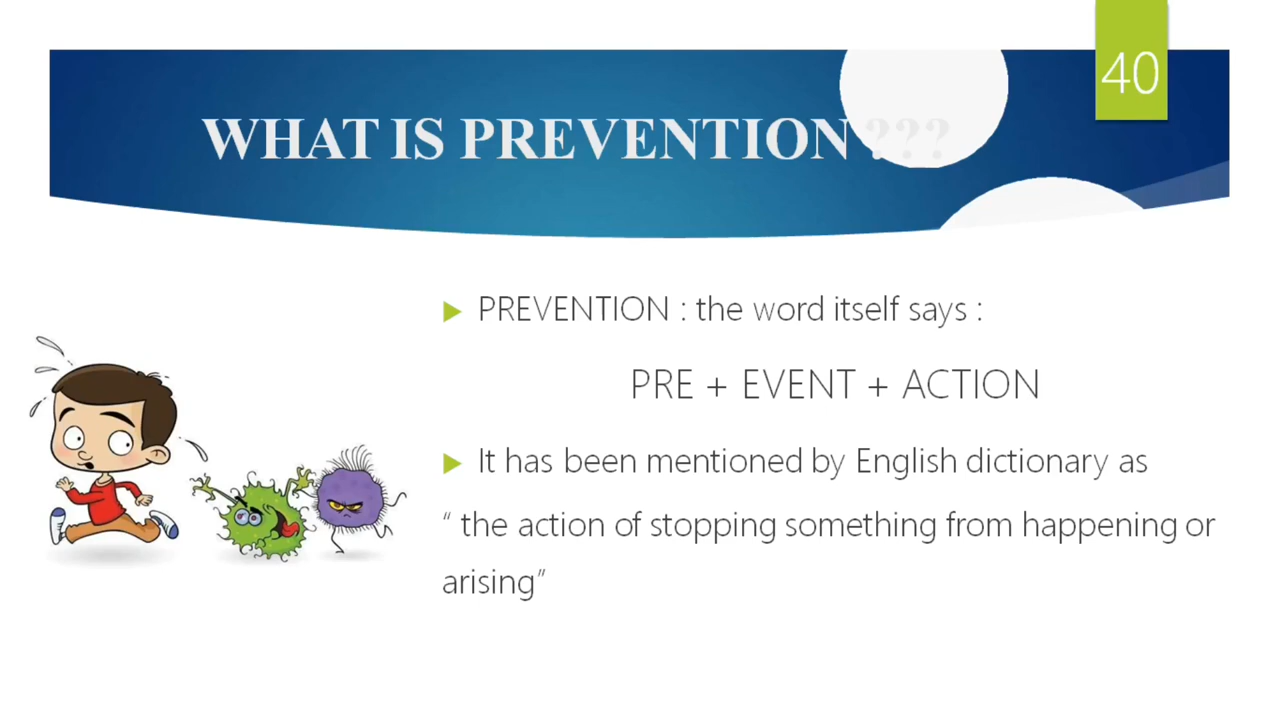 40
WHAT IS PREVENTION ???
PREVENTION : the word itself says :
PRE + EVENT + ACTION
It has been mentioned by English dictionary as
“ the action of stopping something from happening or
arising”